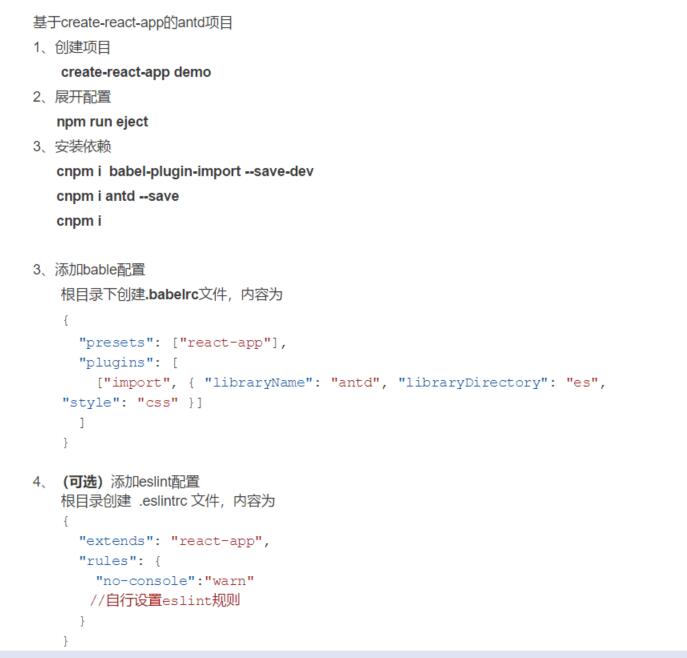 基于create-react-app的antd项目
1、创建项目
create-react-app demo
2、展开配置
npm run eject
3、安装依赖
cnpm i  babel-plugin-import --save-dev
cnpm i antd --save
cnpm i
3、添加bable配置
根目录下创建.babelrc文件，内容为
{
"presets": ["react-app"],
"plugins": [
["import", { "libraryName": "antd", "libraryDirectory": "es",
"style": "css" }]
]
}
4、（可选）添加eslint配置
根目录创建  .eslintrc 文件，内容为
{
"extends": "react-app",
"rules": {
"no-console":"warn"
//自行设置eslint规则
}
}